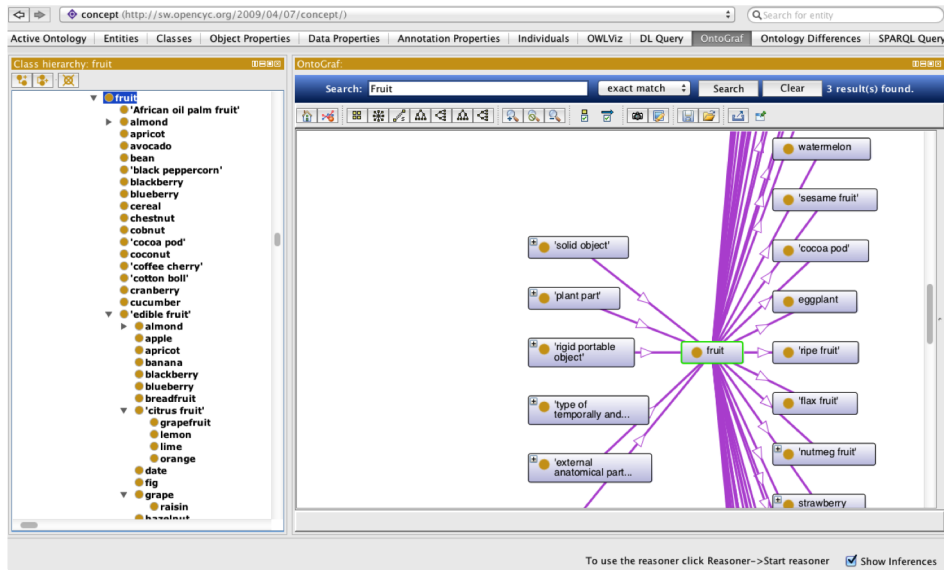 concept (http://sw.opencyc.org/2009/04/07/concept/)
Search for entity
Active Ontology Entities Classes Object Properties Data Properties Annotation Properties Individuals OWLViz DL Query OntoGraf Ontology Differences SPARQL Query
Class hierarchy: fruit
fruit
'African oil palm fruit'
almond
apricot
avocado
bean
'black peppercorn'
blackberry
blueberry
cereal
chestnut
cobnut
'cocoa pod'
coconut
'coffee cherry'
'cotton boll'
cranberry
cucumber
'edible fruit'
almond
apple
apricot
banana
blackberry
blueberry
breadfruit
'citrus fruit'
grapefruit
lemon
lime
orange
date
fig
grape
raisin
hazelnut
OntoGraf:
Search: Fruit exact match Search Clear 3 result(s) found.
watermelon
'sesame fruit'
'solid object'
'cocoa pod'
'plant part'
eggplant
'rigid portable
object'
fruit
'ripe fruit'
'type of
temporally and...
'flax fruit'
'external
anatomical part...
'nutmeg fruit'
strawberry
To use the reasoner click Reasoner->Start reasoner Show Inferences